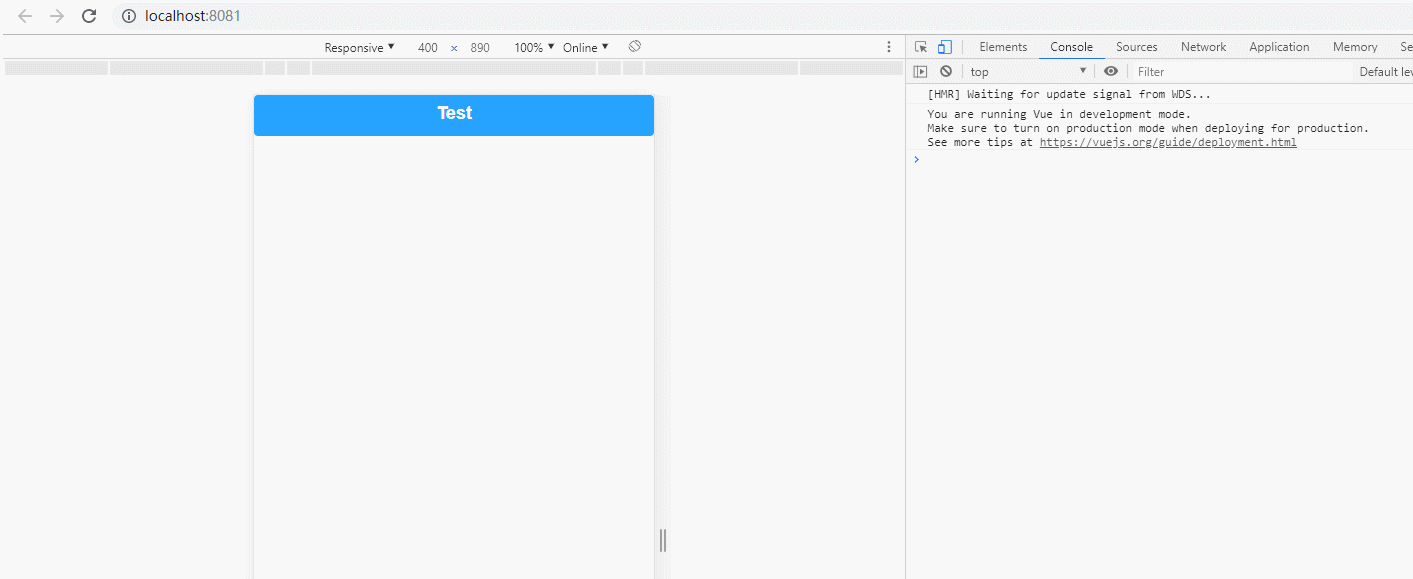 localhost:8081
Responsive 400 × 890 100% Online
Elements Console Sources Network Application Memory Se
top Filter Default lev
[HMR] Waiting for update signal from WDS...
Test
You are running Vue in development mode.
Make sure to turn on production mode when deploying for production.
See more tips at https://vuejs.org/guide/deployment.html